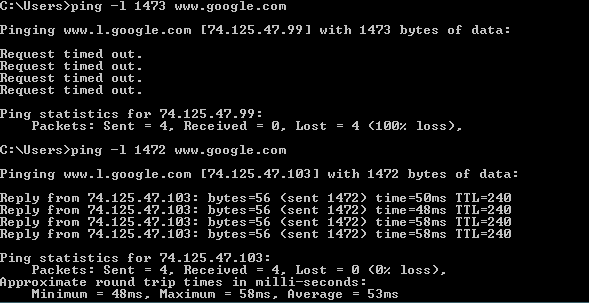 C:\Users>ping -l 1473 www.google.com
Pinging www.l.google.com [74.125.47.99] with 1473 bytes of data:
Request timed out.
Request timed out.
Request timed out.
Request timed out.
Ping statistics for 74.125.47.99:
    Packets: Sent = 4, Received = 0, Lost = 4 (100% loss),
C:\Users>ping -l 1472 www.google.com
Pinging www.l.google.com [74.125.47.103] with 1472 bytes of data:
Reply from 74.125.47.103: bytes=56 (sent 1472) time=50ms TTL=240
Reply from 74.125.47.103: bytes=56 (sent 1472) time=48ms TTL=240
Reply from 74.125.47.103: bytes=56 (sent 1472) time=58ms TTL=240
Reply from 74.125.47.103: bytes=56 (sent 1472) time=58ms TTL=240
Ping statistics for 74.125.47.103:
    Packets: Sent = 4, Received = 4, Lost = 0 (0% loss),
Approximate round trip times in milli-seconds:
    Minimum = 48ms, Maximum = 58ms, Average = 53ms